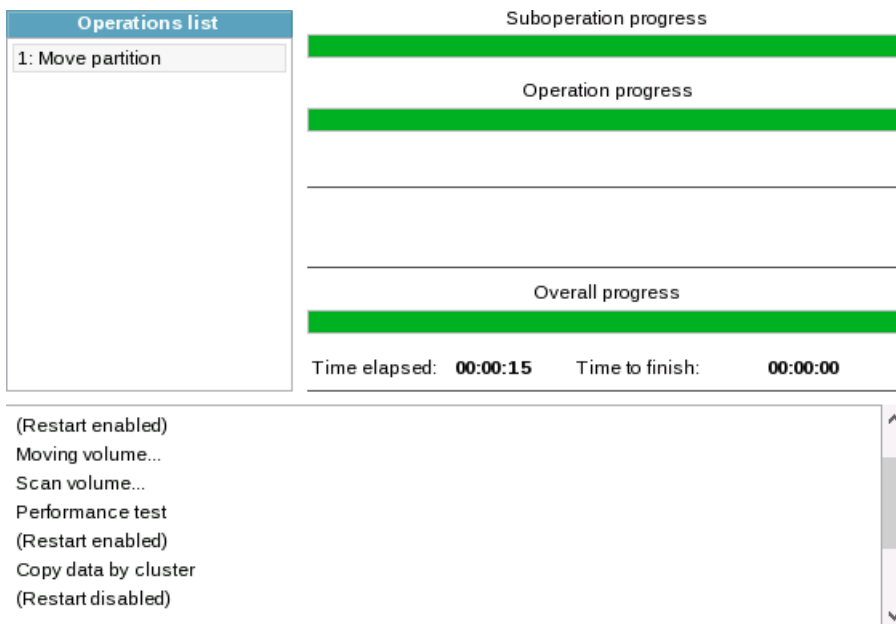 Operations list
1: Move partition
Suboperation progress
Operation progress
Overall progress
Time elapsed: 00:00:15 Time to finish: 00:00:00
(Restart enabled)
Moving volume...
Scan volume...
Performance test
(Restart enabled)
Copy data by cluster
(Restart disabled)